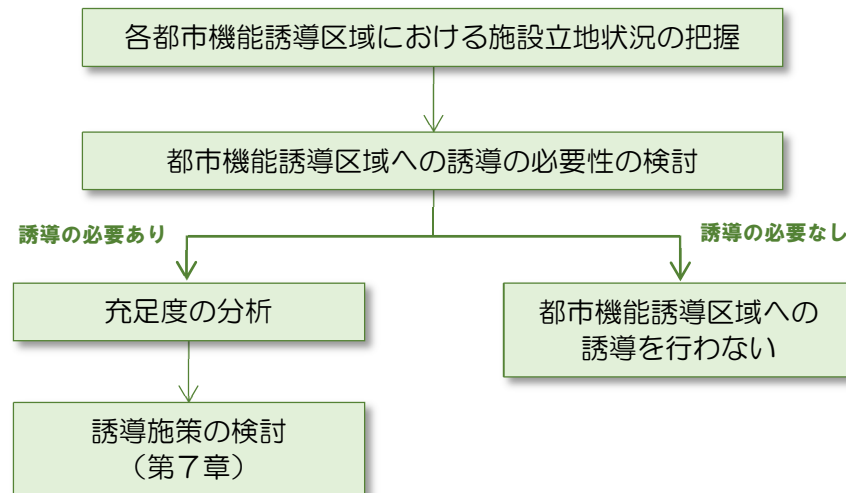 各都市機能誘導区域における施設立地状況の把握
都市機能誘導区域への誘導の必要性の検討
誘導の必要あり
誘導の必要なし
充足度の分析
都市機能誘導区域への
誘導を行わない
誘導施策の検討
（第７章）